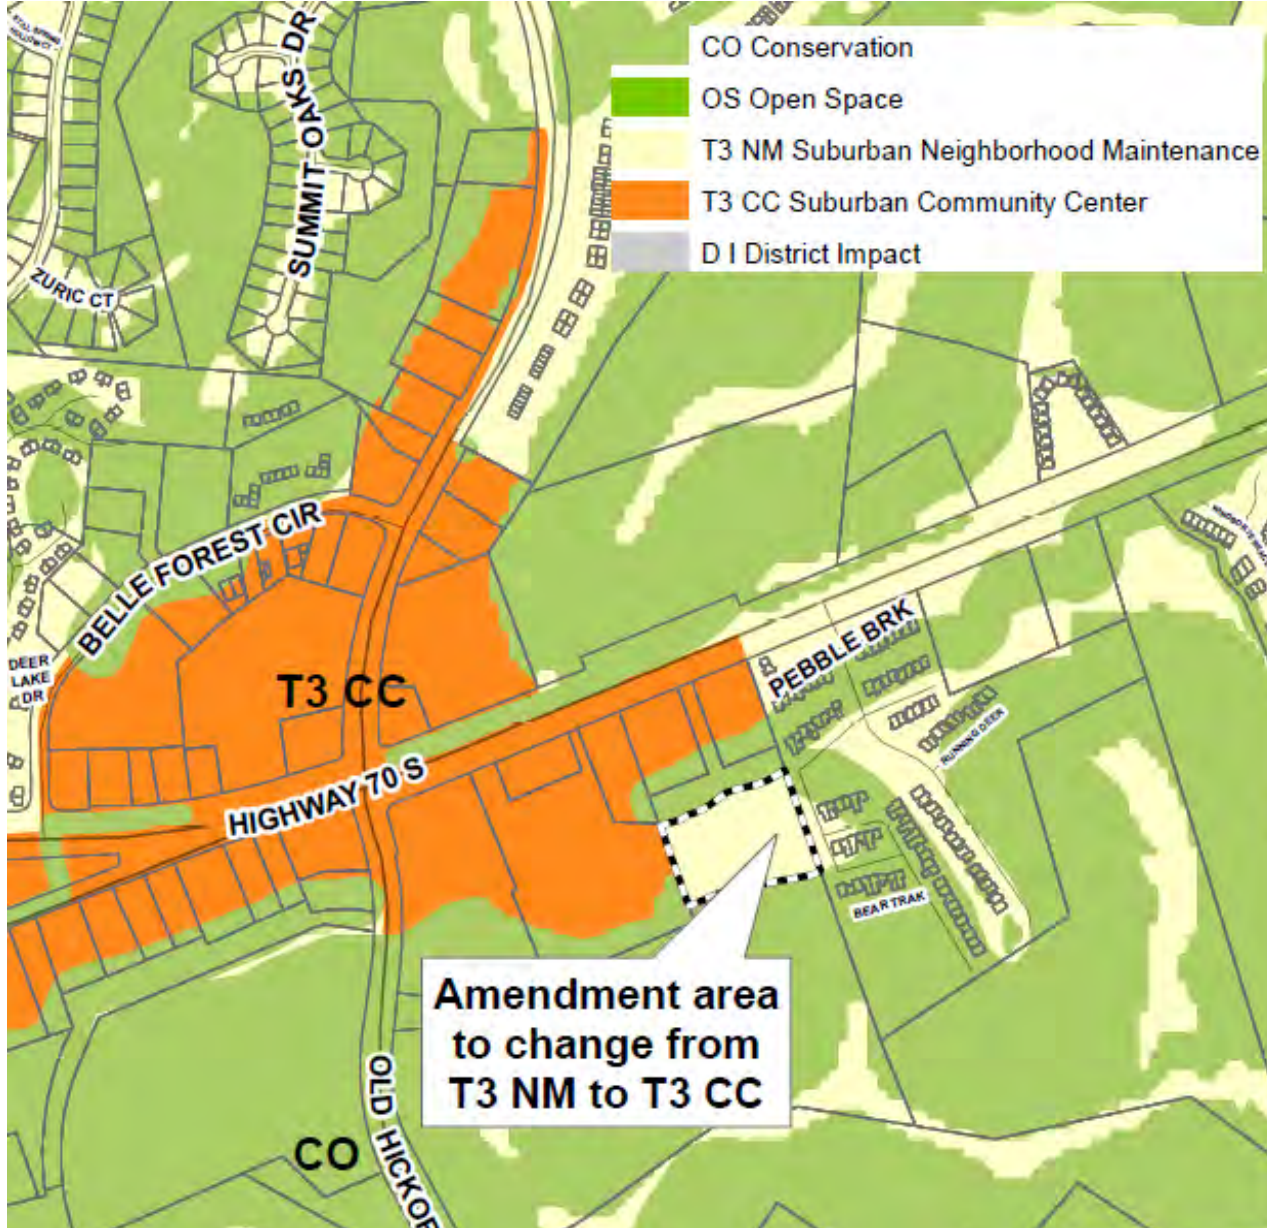 CO Conservation
OS Open Space
T3 NM Suburban Neighborhood Maintenance
T3 CC Suburban Community Center
D I District Impact
SUMMIT OAKS DR
ZURIC CT
BELLE FOREST CIR
DEER
LAKE
DR
T3 CC
PEBBLE BRK
RUNNING DEER
HIGHWAY 70 S
BEAR TRAK
Amendment area
to change from
T3 NM to T3 CC
OLD HICKOR
CO